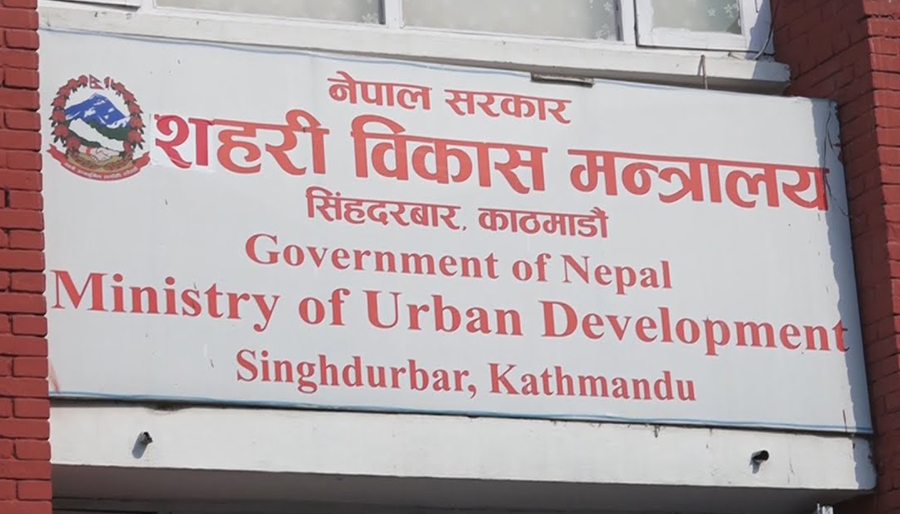 नेपाल सरकार
शहरी विकास मन्त्रालय
सिंहदरबार, काठमाडौं
Government of Nepal
Ministry of Urban Development
Singhdurbar, Kathmandu